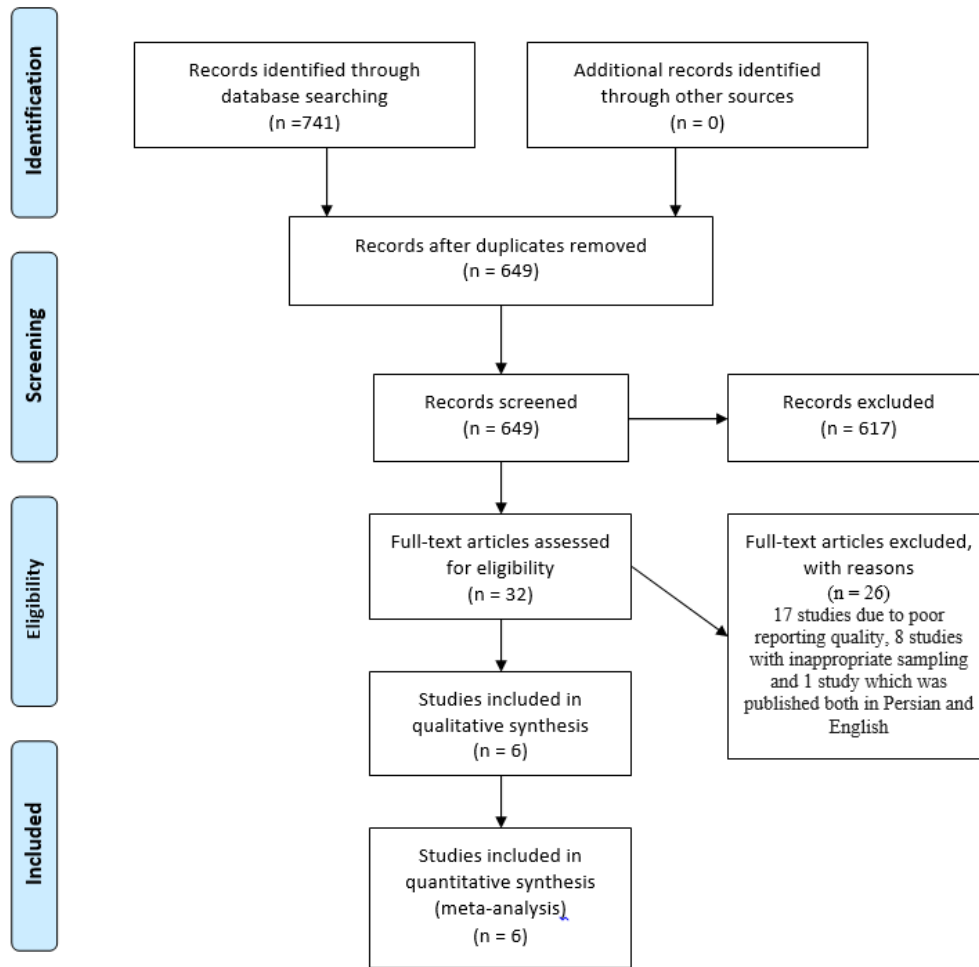 Identification
Records identified through
database searching
(n =741)
Additional records identified
through other sources
(n = 0)
Records after duplicates removed
(n = 649)
Screening
Records screened
(n = 649)
Records excluded
(n = 617)
Eligibility
Full-text articles assessed
for eligibility
(n = 32)
Full-text articles excluded,
with reasons
(n = 26)
17 studies due to poor
reporting quality, 8 studies
with inappropriate sampling
and 1 study which was
published both in Persian and
English
Studies included in
qualitative synthesis
(n = 6)
Included
Studies included in
quantitative synthesis
(meta-analysis)
(n = 6)